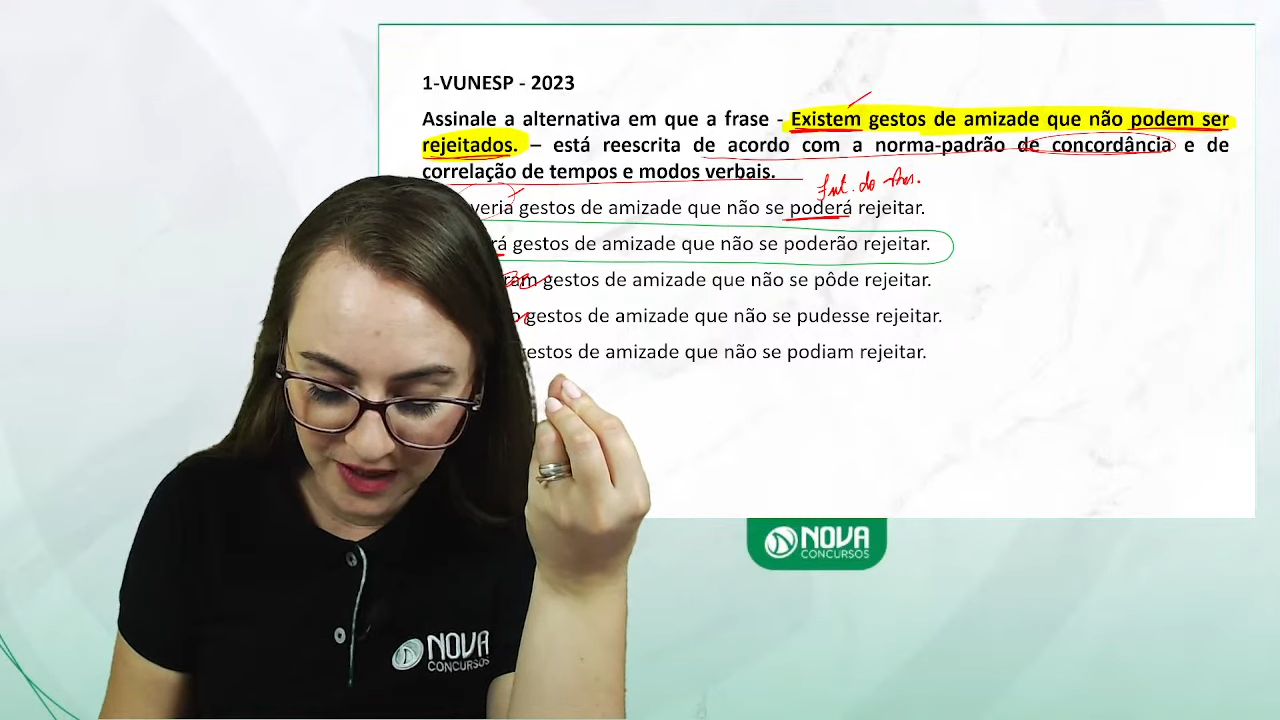 1-VUNESP - 2023
Assinale a alternativa em que a frase - Existem gestos de amizade que não podem ser
rejeitados. – está reescrita de acordo com a norma-padrão de concordância e de
correlação de tempos e modos verbais.
fut. do Pres.
gestos de amizade que não se poderá rejeitar.
gestos de amizade que não se poderão rejeitar.
gestos de amizade que não se pôde rejeitar.
gestos de amizade que não se pudesse rejeitar.
gestos de amizade que não se podiam rejeitar.
NOVA
CONCURSOS
NOVA
CONCURSOS